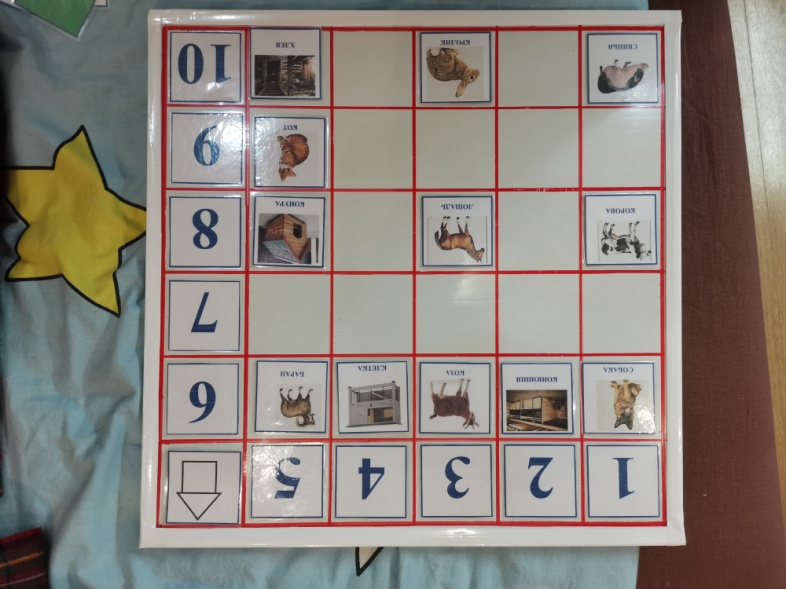 1
2
3
4
5
СОБАКА
КОНЮШНЯ
КОЗА
КЛЕТКА
БАРАН
6
7
КОРОВА
ЛОШАДЬ
КОНУРА
8
КОТ
9
СВИНЬЯ
КРОЛИК
ХЛЕВ
10